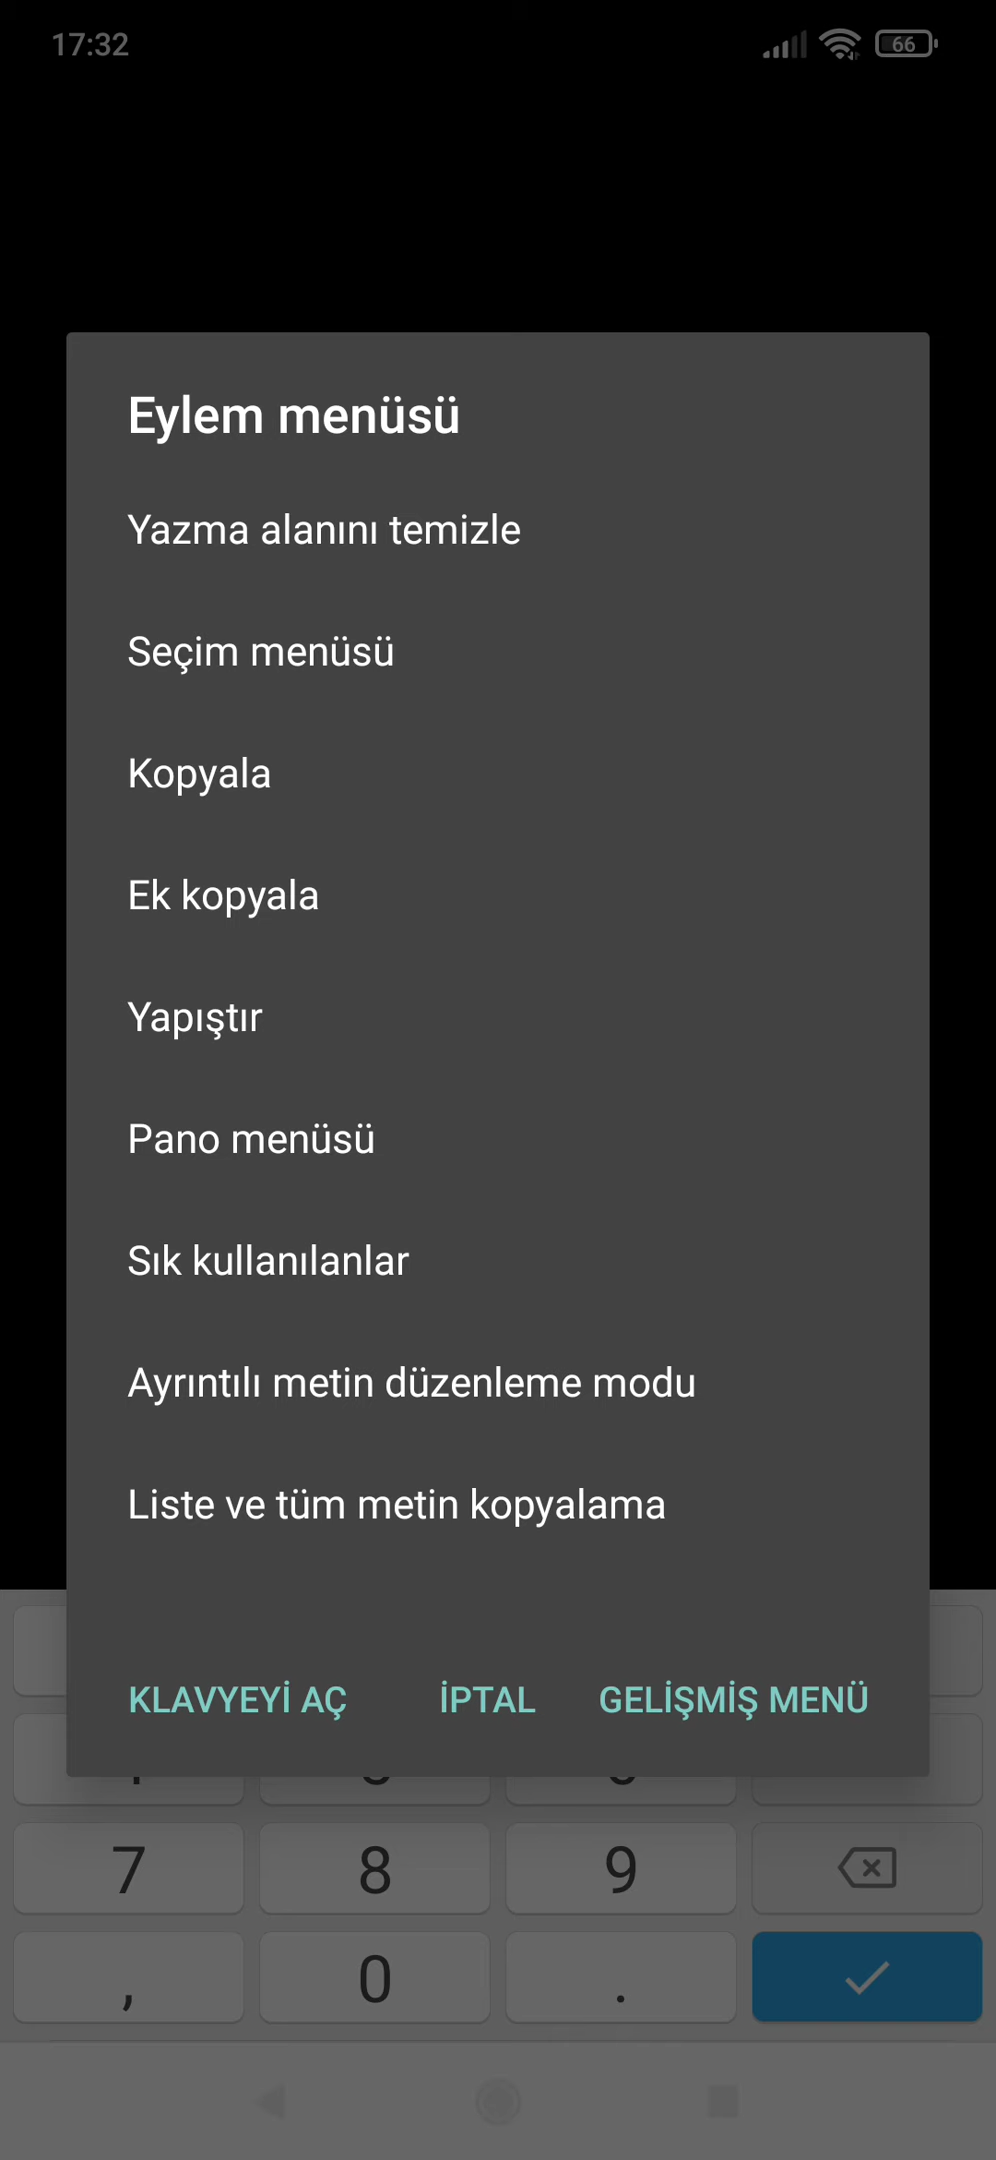 17:32
66
Eylem menüsü
Yazma alanını temizle
Seçim menüsü
Kopyala
Ek kopyala
Yapıştır
Pano menüsü
Sık kullanılanlar
Ayrıntılı metin düzenleme modu
Liste ve tüm metin kopyalama
KLAVYEYİ AÇ İPTAL GELİŞMİŞ MENÜ
7 8 9
, 0 .